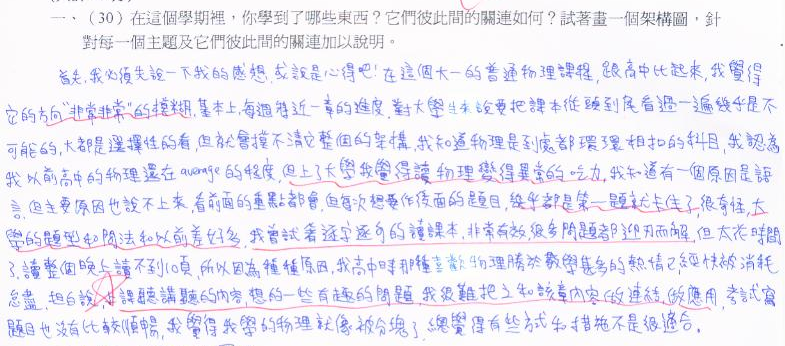 一、（30）在這個學期裡，你學到了哪些東西？它們彼此間的關連如何？試著畫一個架構圖，針
對每一個主題及它們彼此間的關連加以說明。
首先，我必須先說一下我的感想，或說是心得吧！在這個大一的普通物理課程，跟高中比起來，我覺得
它的方向"非常非常"的模糊，基本上，每週將近一章的進度，對大學生來說要把課本從頭到尾看過一遍幾乎是不
可能的，大都是選擇性的看，但就會摸不清它整個的架構，我知道物理是到處都環環相扣的科目，我認為
我以前高中的物理還在average的程度，但上了大學我覺得讀物理變得異常的吃力，我知道有一個原因是語
言，但主要原因也說不上來，看前面的重點都會，但每次想要作後面的題目，幾乎都是第一題就卡住了，很奇怪，大
學的題型和問法和以前差好多，我曾試著逐字逐句的讀課本，非常有效，很多問題都迎刃而解，但太花時間
了，讀整個晚上讀不到10頁，所以因為種種原因，我高中時那種喜歡物理勝於數學幾多的熱情已經快被消耗
怠盡，坦白說，課聽講聽的內容，想的一些有趣的問題，我很難把之和該章內容做連結，做應用，考試寫
題目也沒有比較順暢，我覺得我學的物理就像被分塊了，總覺得有些方式和措施不是很適合。